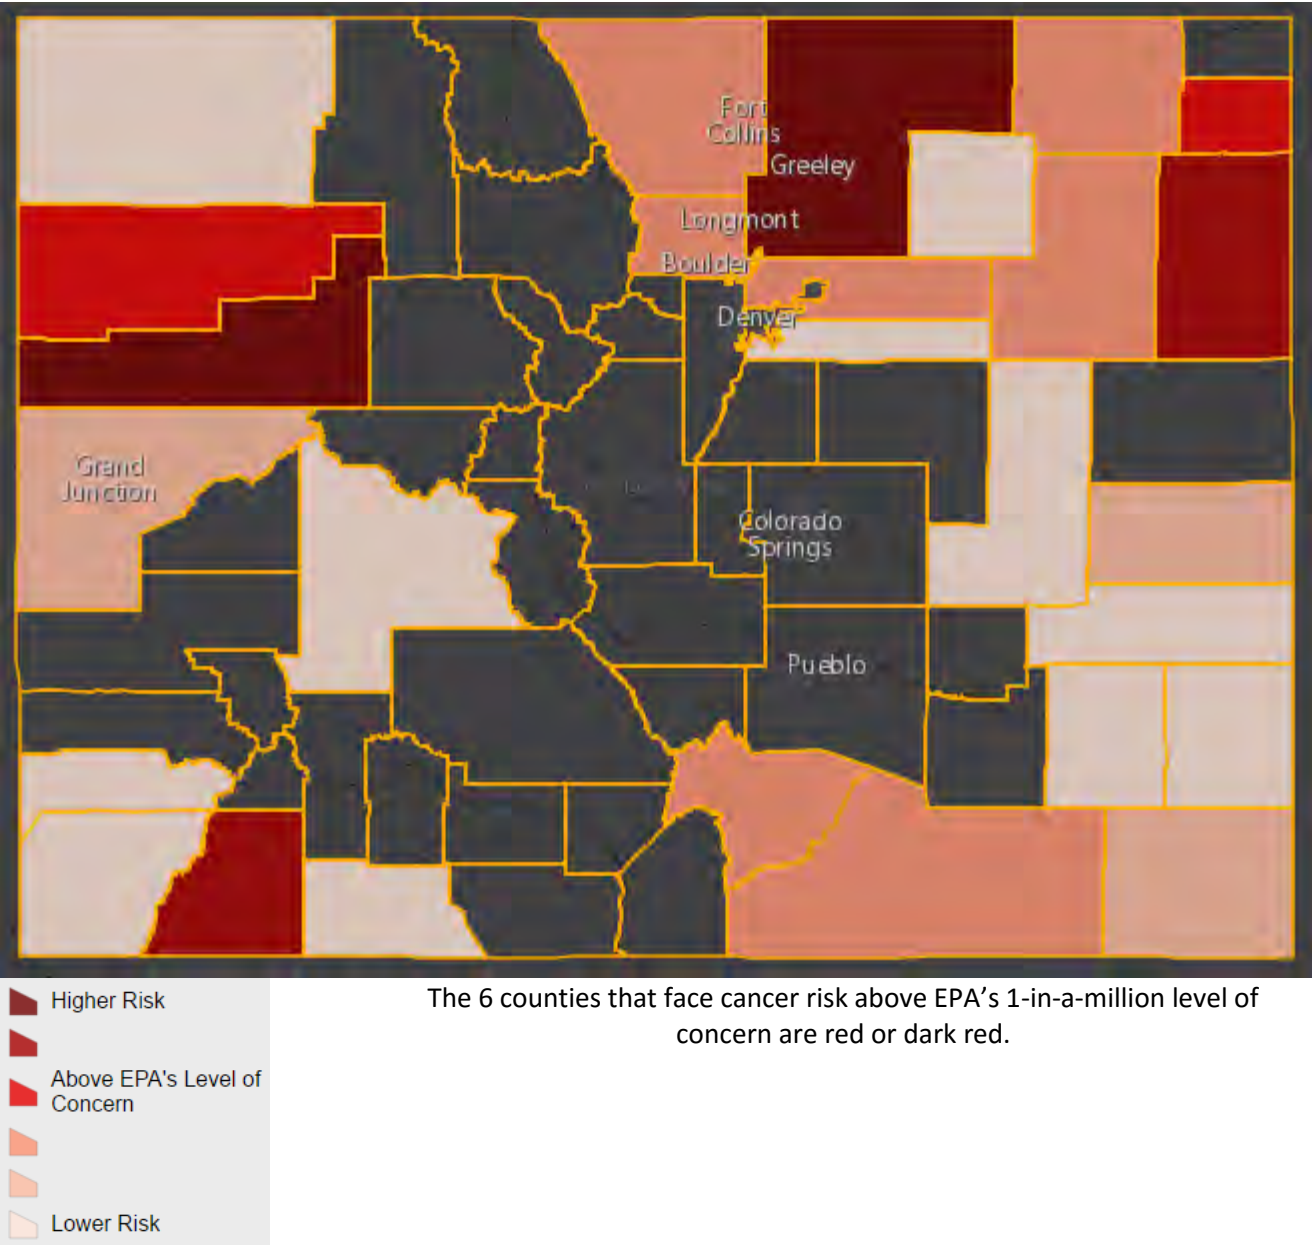 Fort
Collins
Greeley
Longmont
Boulder
Denver
Grand
Junction
Colorado
Springs
Pueblo
Higher Risk
Above EPA's Level of
Concern
Lower Risk
The 6 counties that face cancer risk above EPA’s 1-in-a-million level of
concern are red or dark red.